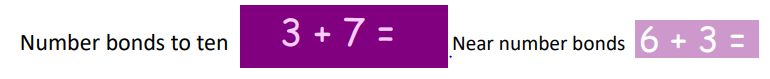 Number bonds to ten 3 + 7 = Near number bonds 6 + 3 =